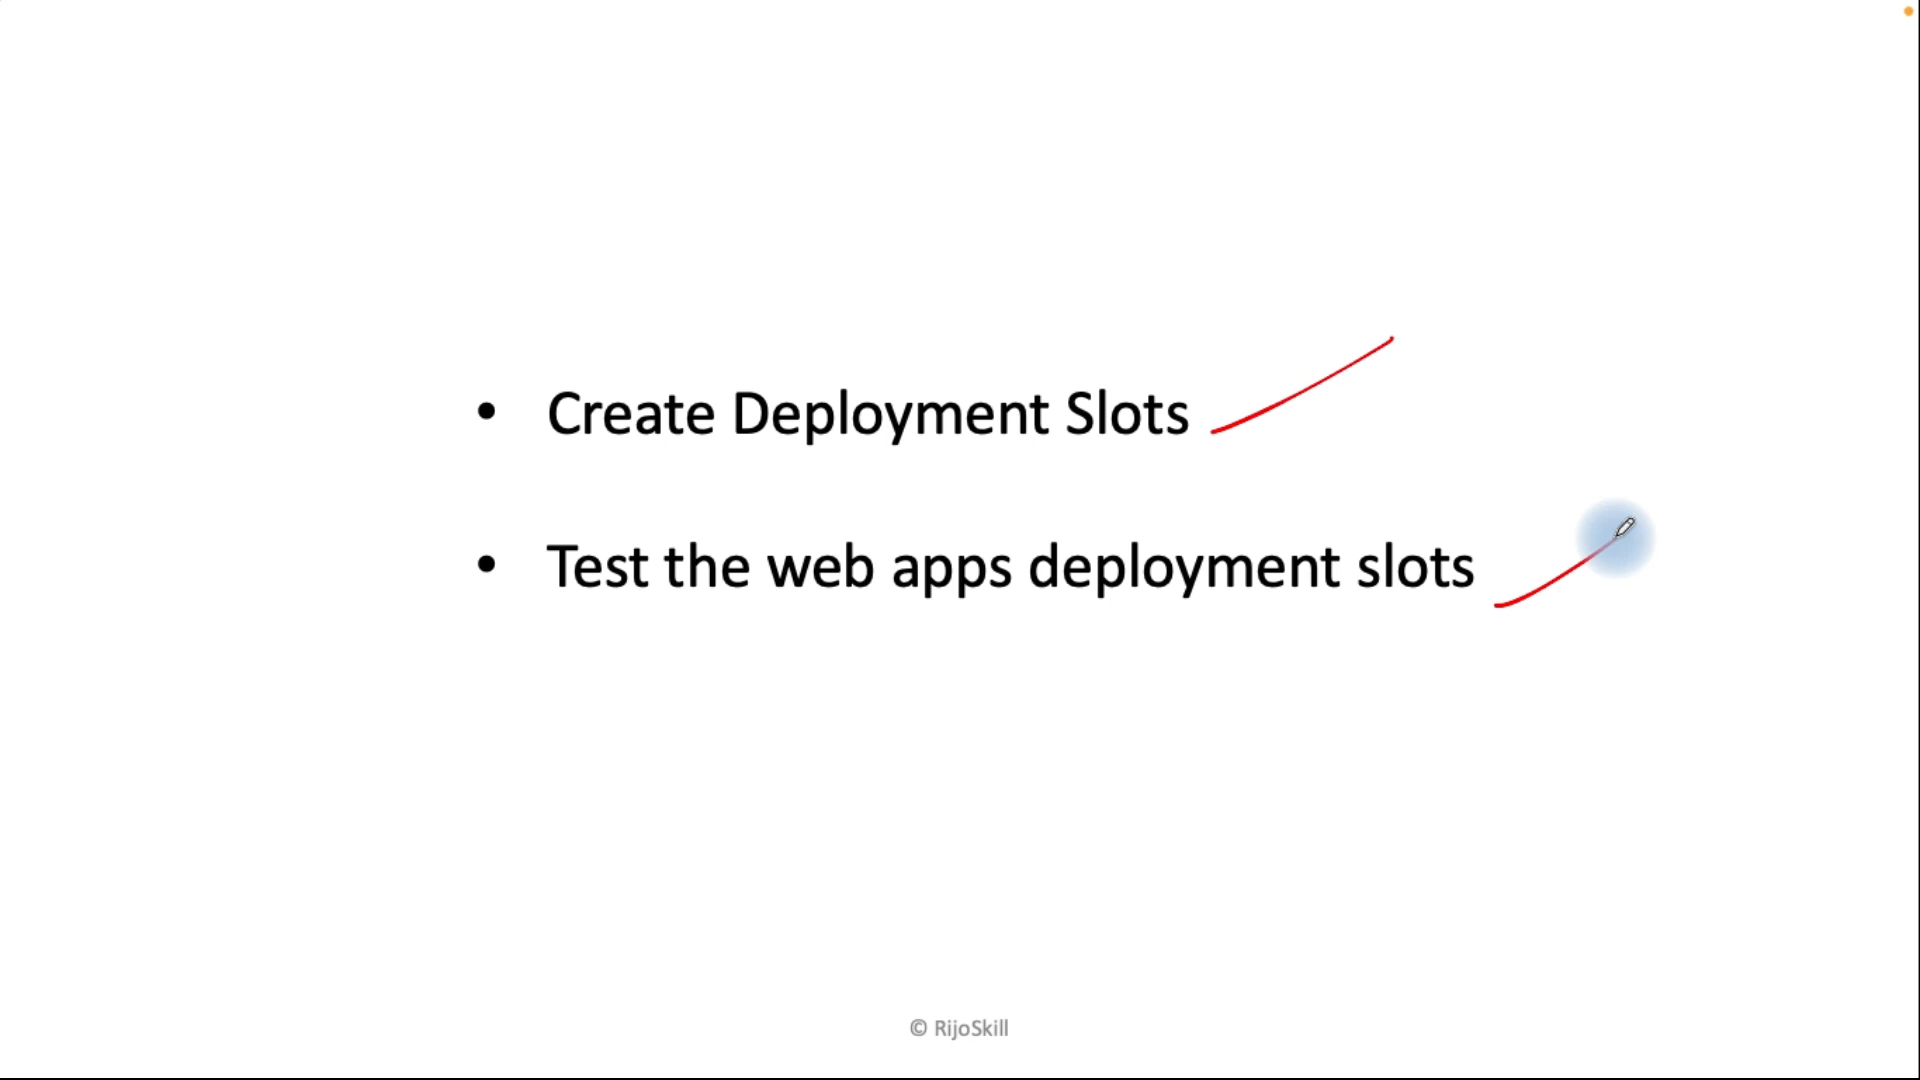 • Create Deployment Slots
• Test the web apps deployment slots
© RijoSkill